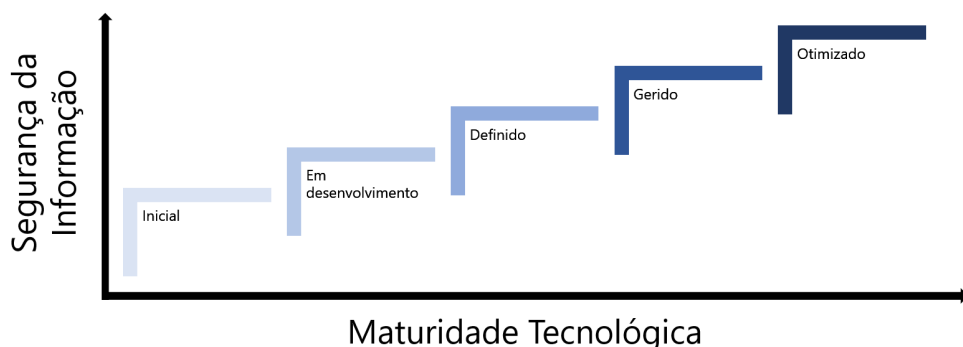 Segurança da
Informação
Inicial
Em
desenvolvimento
Definido
Gerido
Otimizado
Maturidade Tecnológica